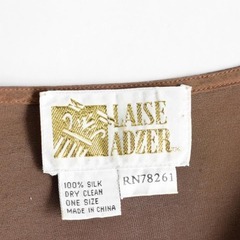 LAISE
ADZER
100% SILK
DRY CLEAN
ONE SIZE
MADE IN CHINA
RN78261